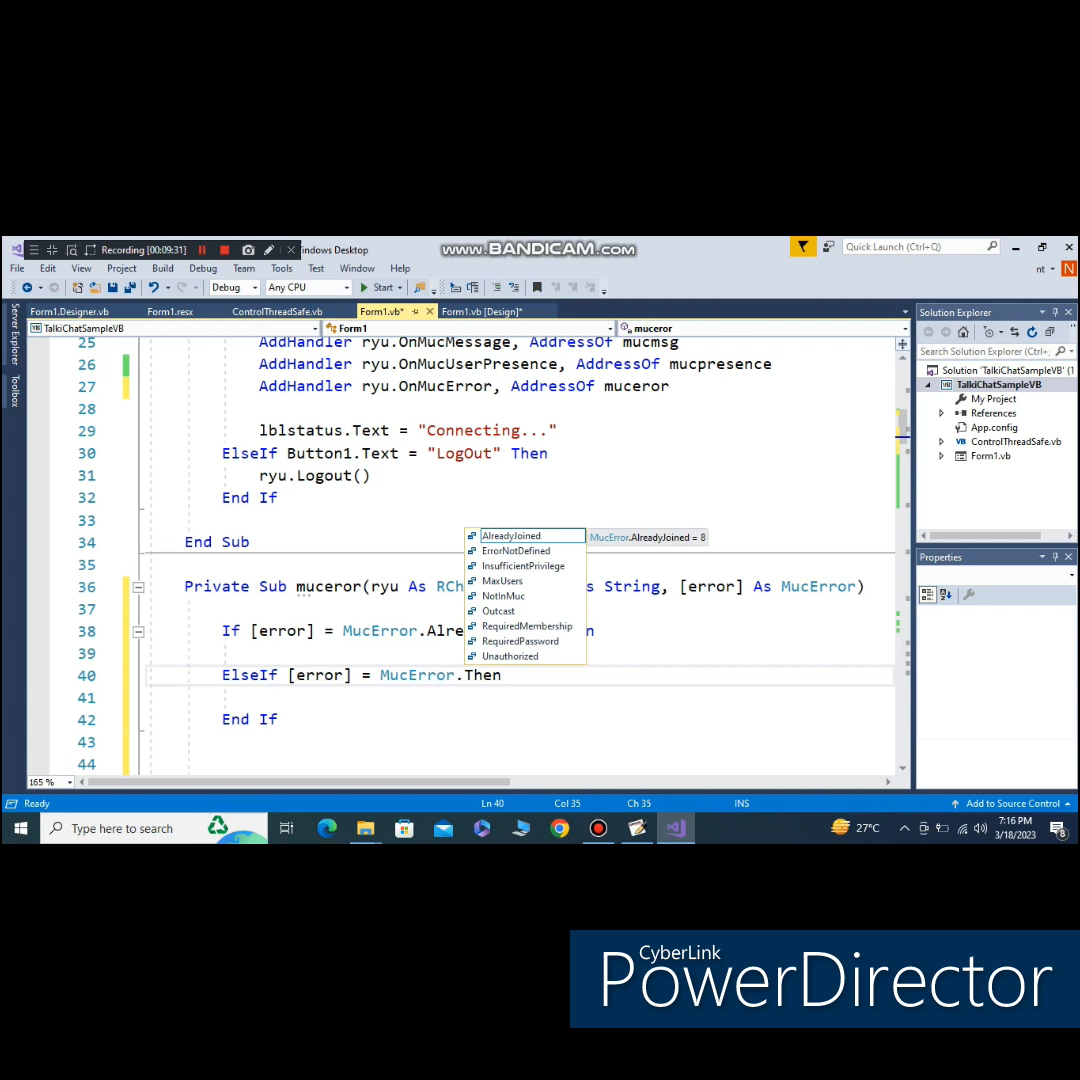 Recording [00:09:31]
indows Desktop
www.BANDICAM.com
Quick Launch (Ctrl+Q)
File Edit View Project Build Debug Team Tools Test Window Help
nt
N
Debug Any CPU Start
Form1.Designer.vb Form1.resx ControlThreadSafe.vb Form1.vb* Form1.vb [Design]*
TalkiChatSampleVB Form1 muceror
Server Explorer
Toolbox
25 AddHandler ryu.OnMucMessage, AddressOf mucmsg
26 AddHandler ryu.OnMucUserPresence, AddressOf mucpresence
27 AddHandler ryu.OnMucError, AddressOf muceror
28
29 lblstatus.Text = "Connecting..."
30 ElseIf Button1.Text = "LogOut" Then
31 ryu.Logout()
32 End If
33
34 End Sub
35
36 Private Sub muceror(ryu As RCh s String, [error] As MucError)
37
38 If [error] = MucError.Alre n
39
40 ElseIf [error] = MucError.Then
41
42 End If
43
44
AlreadyJoined
ErrorNotDefined
InsufficientPrivilege
MaxUsers
NotInMuc
Outcast
RequiredMembership
RequiredPassword
Unauthorized
MucError.AlreadyJoined = 8
165 %
Solution Explorer
Search Solution Explorer (Ctrl+;
Solution 'TalkiChatSampleVB' (1
VB TalkiChatSampleVB
My Project
References
App.config
VB ControlThreadSafe.vb
Form1.vb
Properties
Ready Ln 40 Col 35 Ch 35 INS Add to Source Control
Type here to search
27°C
7:16 PM
3/18/2023
8
CyberLink
PowerDirector